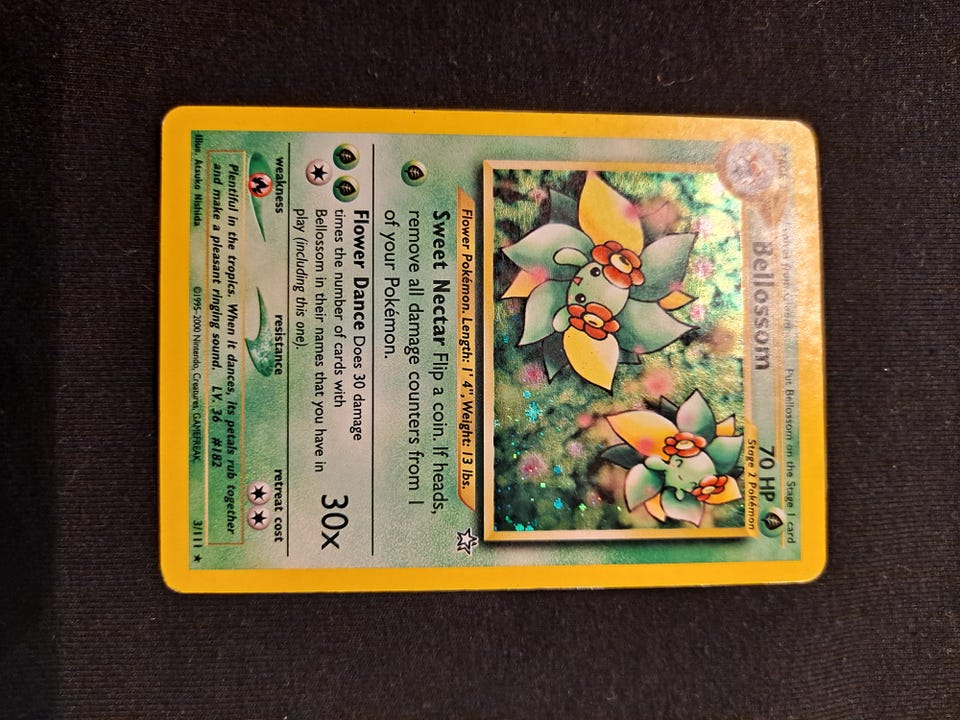 Put Bellossom on the Stage 1 card
Bellossom
70 HP
Stage 2 Pokémon
Flower Pokémon. Length: 1' 4", Weight: 13 lbs.
Sweet Nectar Flip a coin. If heads,
remove all damage counters from 1
of your Pokémon.
Flower Dance Does 30 damage
times the number of cards with
Bellossom in their names that you have in
play (including this one).
30x
weakness
resistance
retreat cost
Plentiful in the tropics. When it dances, its petals rub together
and make a pleasant ringing sound. LV. 36 #182
Illus. Atsuko Nishida
©1995-2000 Nintendo, Creatures, GAMEFREAK.
3/111